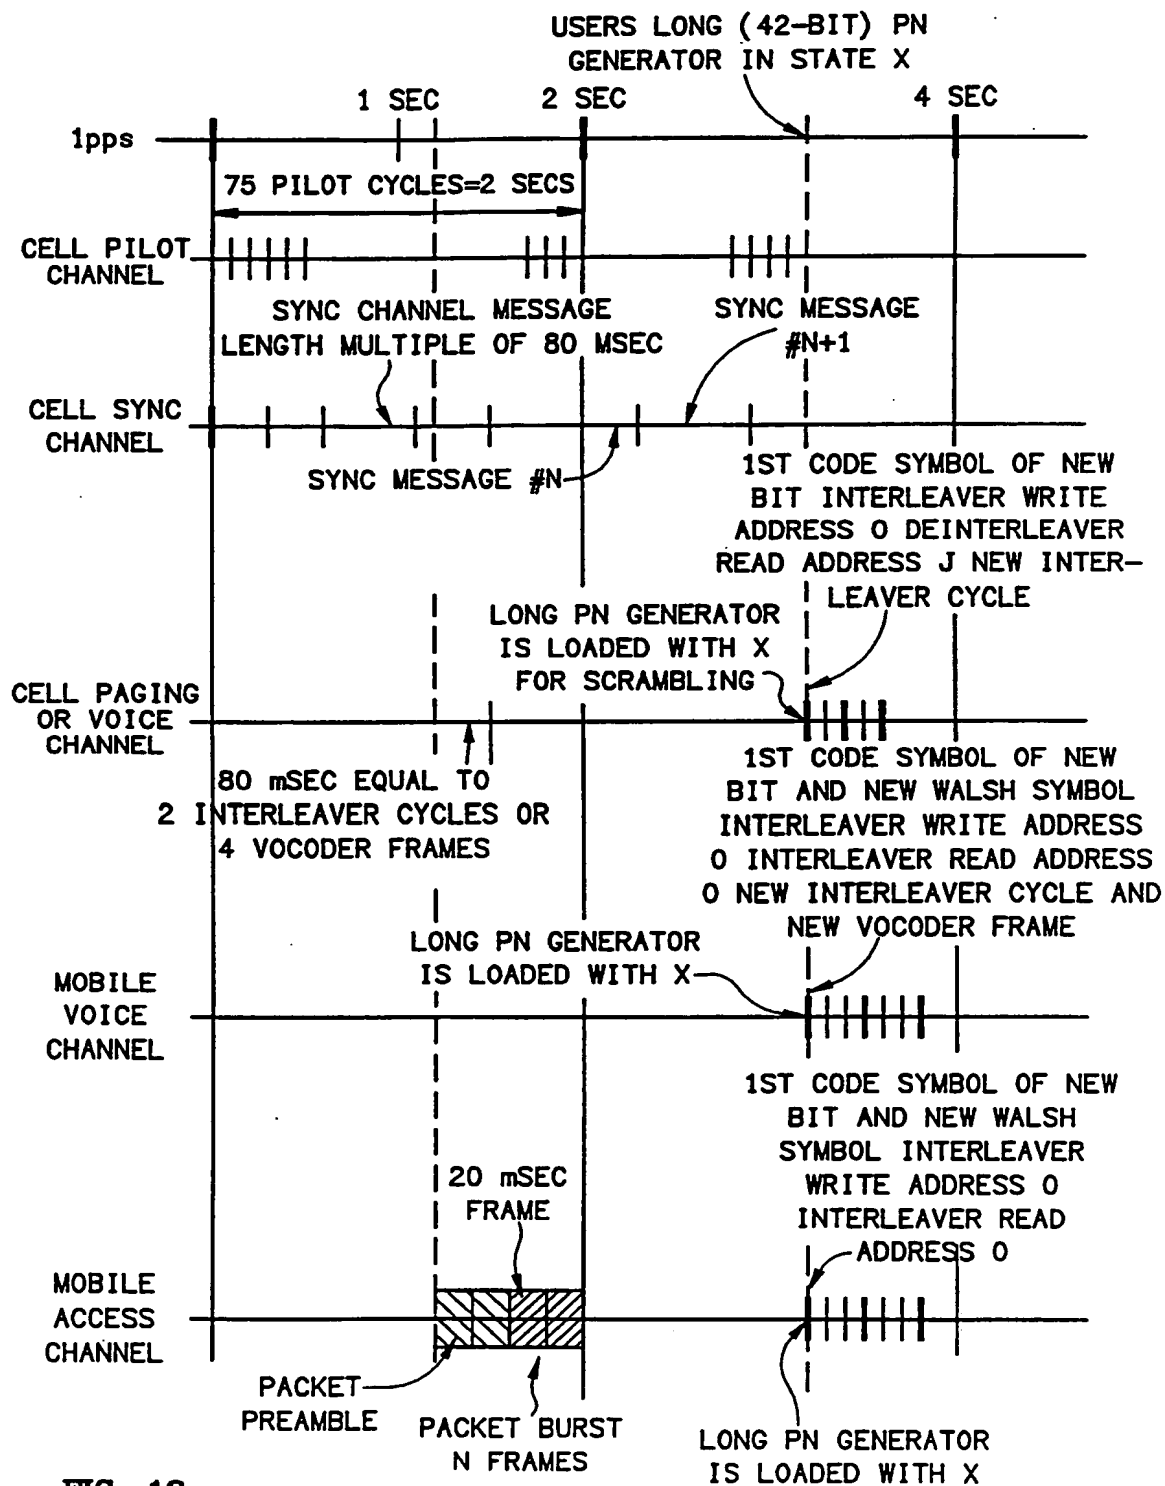 USERS LONG (42-BIT) PN
GENERATOR IN STATE X
1 SEC
2 SEC
4 SEC
1pps
75 PILOT CYCLES=2 SECS
CELL PILOT
CHANNEL
SYNC CHANNEL MESSAGE
LENGTH MULTIPLE OF 80 MSEC
SYNC MESSAGE
#N+1
CELL SYNC
CHANNEL
SYNC MESSAGE #N
1ST CODE SYMBOL OF NEW
BIT INTERLEAVER WRITE
ADDRESS 0 DEINTERLEAVER
READ ADDRESS J NEW INTER-
LEAVER CYCLE
LONG PN GENERATOR
IS LOADED WITH X
FOR SCRAMBLING
CELL PAGING
OR VOICE
CHANNEL
80 mSEC EQUAL TO
2 INTERLEAVER CYCLES OR
4 VOCODER FRAMES
1ST CODE SYMBOL OF NEW
BIT AND NEW WALSH SYMBOL
INTERLEAVER WRITE ADDRESS
0 INTERLEAVER READ ADDRESS
0 NEW INTERLEAVER CYCLE AND
NEW VOCODER FRAME
LONG PN GENERATOR
IS LOADED WITH X
MOBILE
VOICE
CHANNEL
1ST CODE SYMBOL OF NEW
BIT AND NEW WALSH
SYMBOL INTERLEAVER
WRITE ADDRESS 0
INTERLEAVER READ
ADDRESS 0
20 mSEC
FRAME
MOBILE
ACCESS
CHANNEL
PACKET
PREAMBLE
PACKET BURST
N FRAMES
LONG PN GENERATOR
IS LOADED WITH X